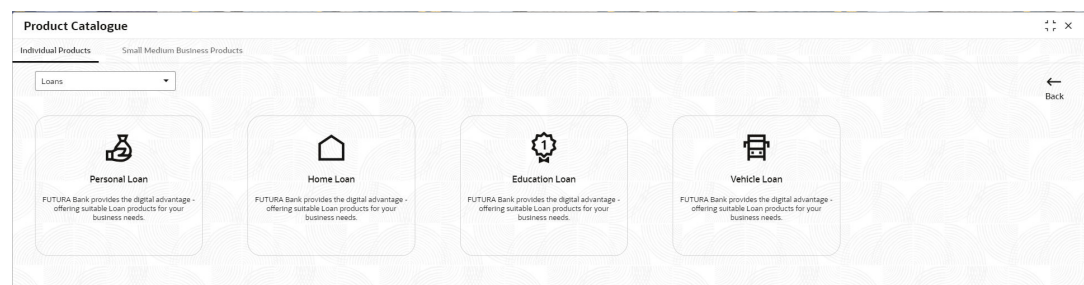 Product Catalogue
Individual Products
Small Medium Business Products
Loans
Back
Personal Loan
FUTURA Bank provides the digital advantage -
offering suitable Loan products for your
business needs.
Home Loan
FUTURA Bank provides the digital advantage -
offering suitable Loan products for your
business needs.
1
Education Loan
FUTURA Bank provides the digital advantage -
offering suitable Loan products for your
business needs.
Vehicle Loan
FUTURA Bank provides the digital advantage -
offering suitable Loan products for your
business needs.